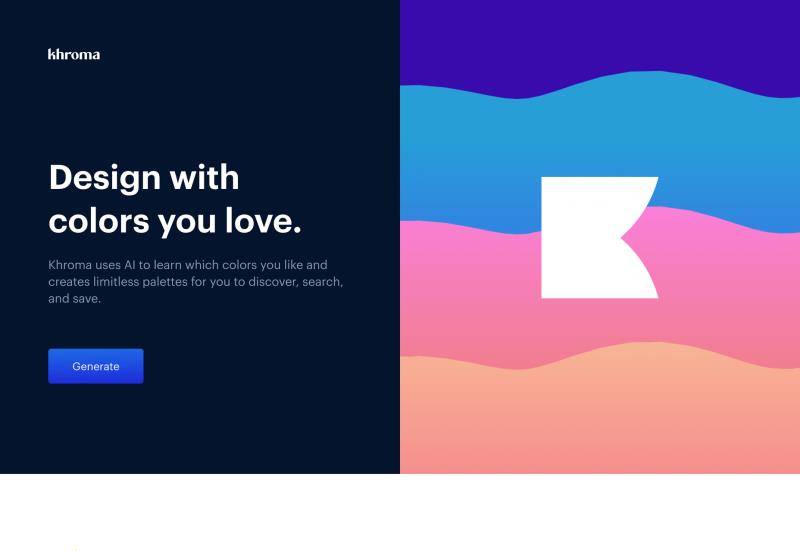 khroma
Design with
colors you love.
Khroma uses AI to learn which colors you like and
creates limitless palettes for you to discover, search,
and save.
Generate